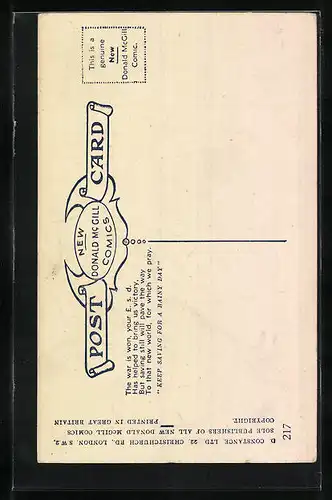 This is a
genuine
New
Donald McGill
Comic.
POST CARD
NEW
DONALD McGILL
COMICS
The war is won, your £. s. d.
Has helped to bring us victory,
But saving still will pave the way
To that new world, for which we pray.
"KEEP SAVING FOR A RAINY DAY"
D. CONSTANCE LTD 22, CHRISTCHURCH RD. LONDON. S.W.2,
SOLE PUBLISHERS OF ALL NEW DONALD McGILL COMICS
COPYRIGHT. PRINTED IN GREAT BRITAIN
217